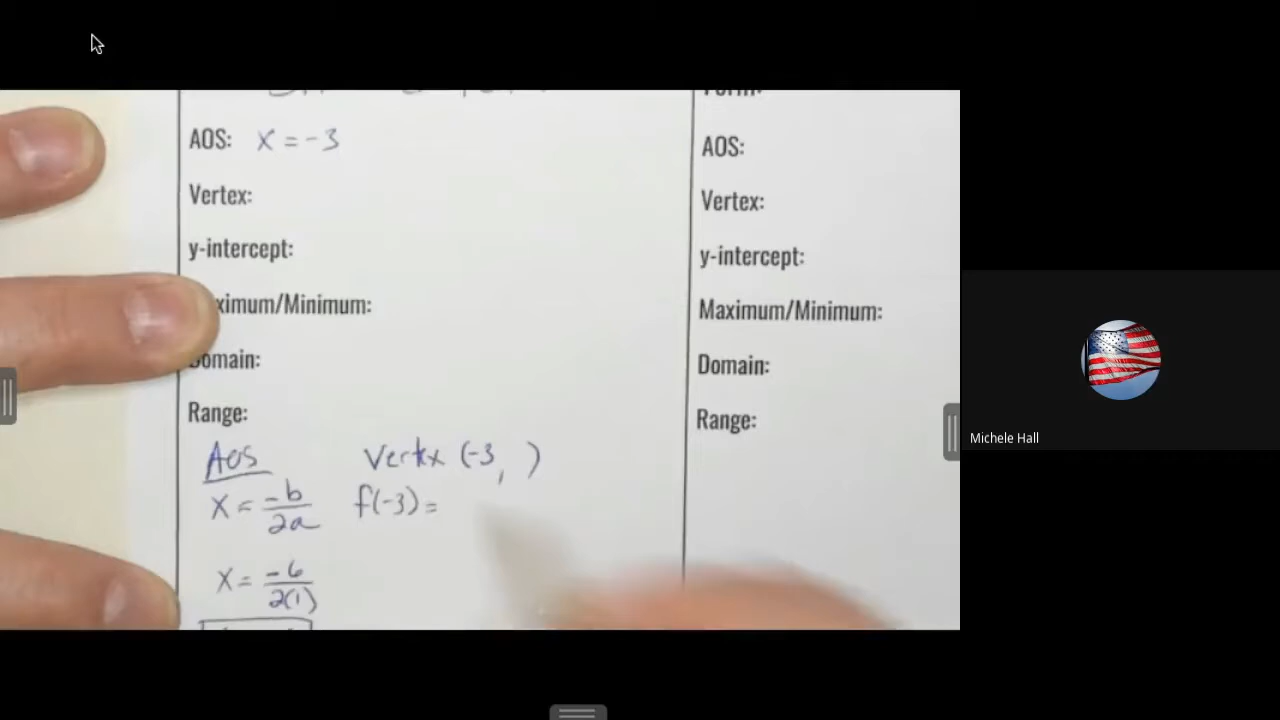 AOS: x = -3
Vertex:
y-intercept:
ximum/Minimum:
Domain:
Range:
AOS
x = -b/2a
x = -6/2(1)
Vertex (-3, )
f(-3) =
AOS:
Vertex:
y-intercept:
Maximum/Minimum:
Domain:
Range:
Michele Hall